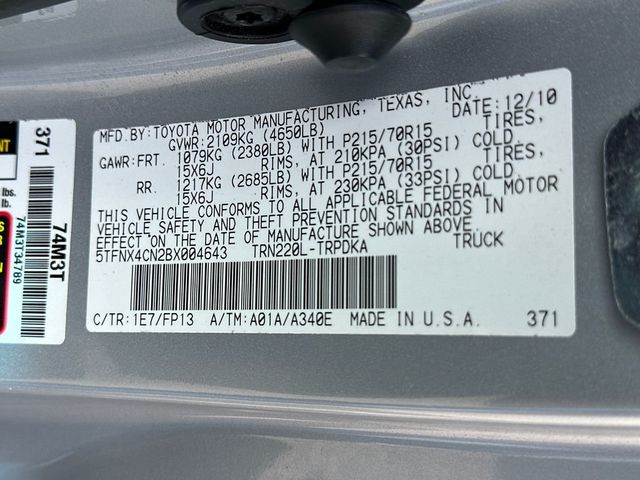 MFD.BY:TOYOTA MOTOR MANUFACTURING, TEXAS, INC. DATE:12/10
GVWR:2109KG (4650LB)
GAWR:FRT. 1079KG (2380LB) WITH P215/70R15 TIRES,
15X6J RIMS, AT 210KPA (30PSI) COLD.
RR. 1217KG (2685LB) WITH P215/70R15 TIRES,
15X6J RIMS, AT 230KPA (33PSI) COLD.
THIS VEHICLE CONFORMS TO ALL APPLICABLE FEDERAL MOTOR
VEHICLE SAFETY AND THEFT PREVENTION STANDARDS IN
EFFECT ON THE DATE OF MANUFACTURE SHOWN ABOVE.
5TFNX4CN2BX004643 TRN220L-TRPDKA TRUCK
C/TR:1E7/FP13 A/TM:A01A/A340E MADE IN U.S.A. 371
371
74M3T34789
74M3T
lbs.
lb.